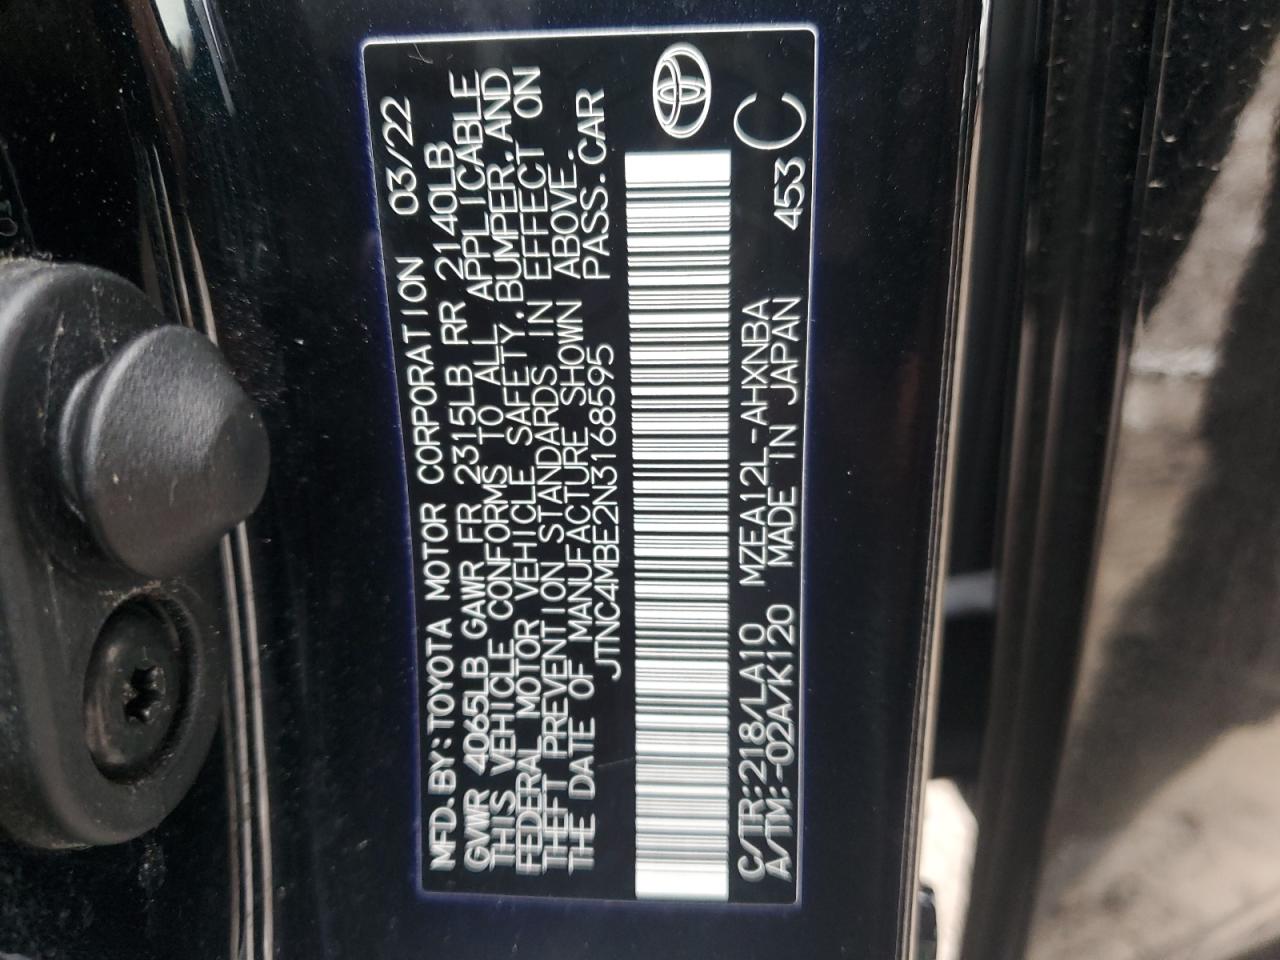 MFD.BY:TOYOTA MOTOR CORPORATION 03/22
GVWR 4065LB GAWR FR 2315LB RR 2140LB
THIS VEHICLE CONFORMS TO ALL APPLICABLE
FEDERAL MOTOR VEHICLE SAFETY,BUMPER,AND
THEFT PREVENTION STANDARDS IN EFFECT ON
THE DATE OF MANUFACTURE SHOWN ABOVE.
JTNC4MBE2N3168595 PASS.CAR
C/TR:218/LA10 MZEA12L-AHXNBA 453 C
A/TM:-02A/K120 MADE IN JAPAN